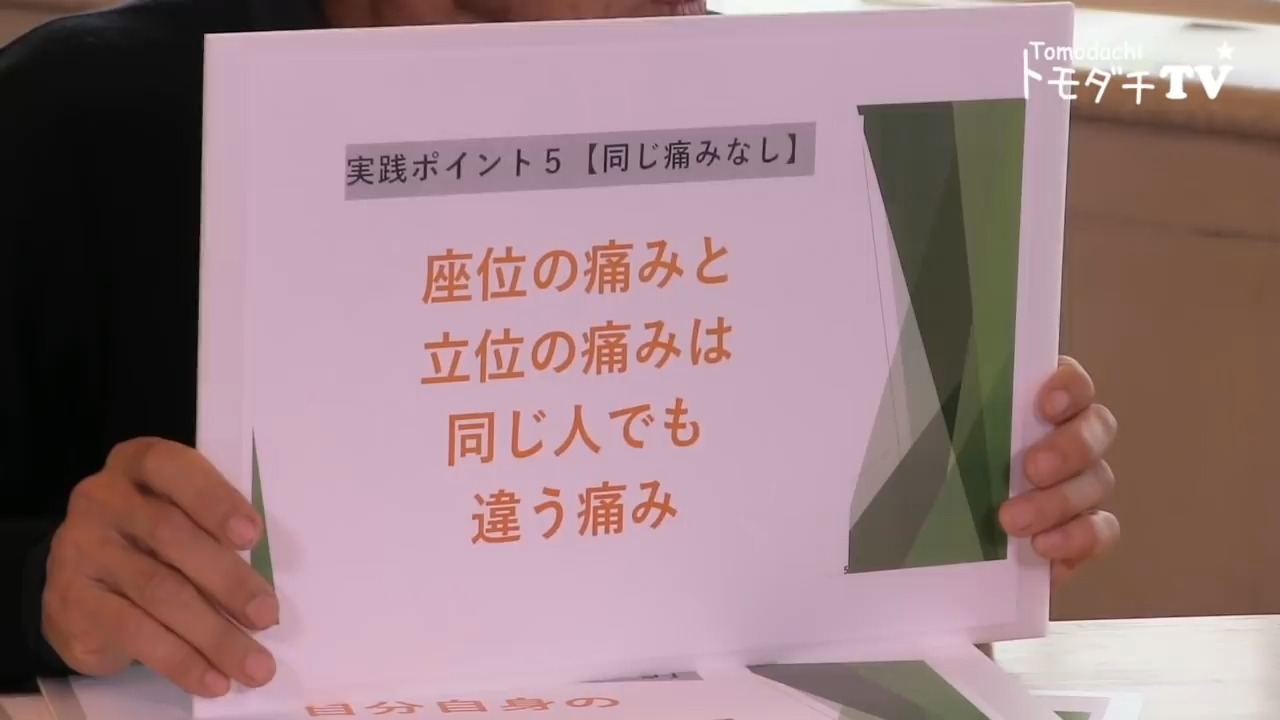 Tomodachi
トモダチTV
実践ポイント５【同じ痛みなし】
座位の痛みと
立位の痛みは
同じ人でも
違う痛み
5
自分自身の